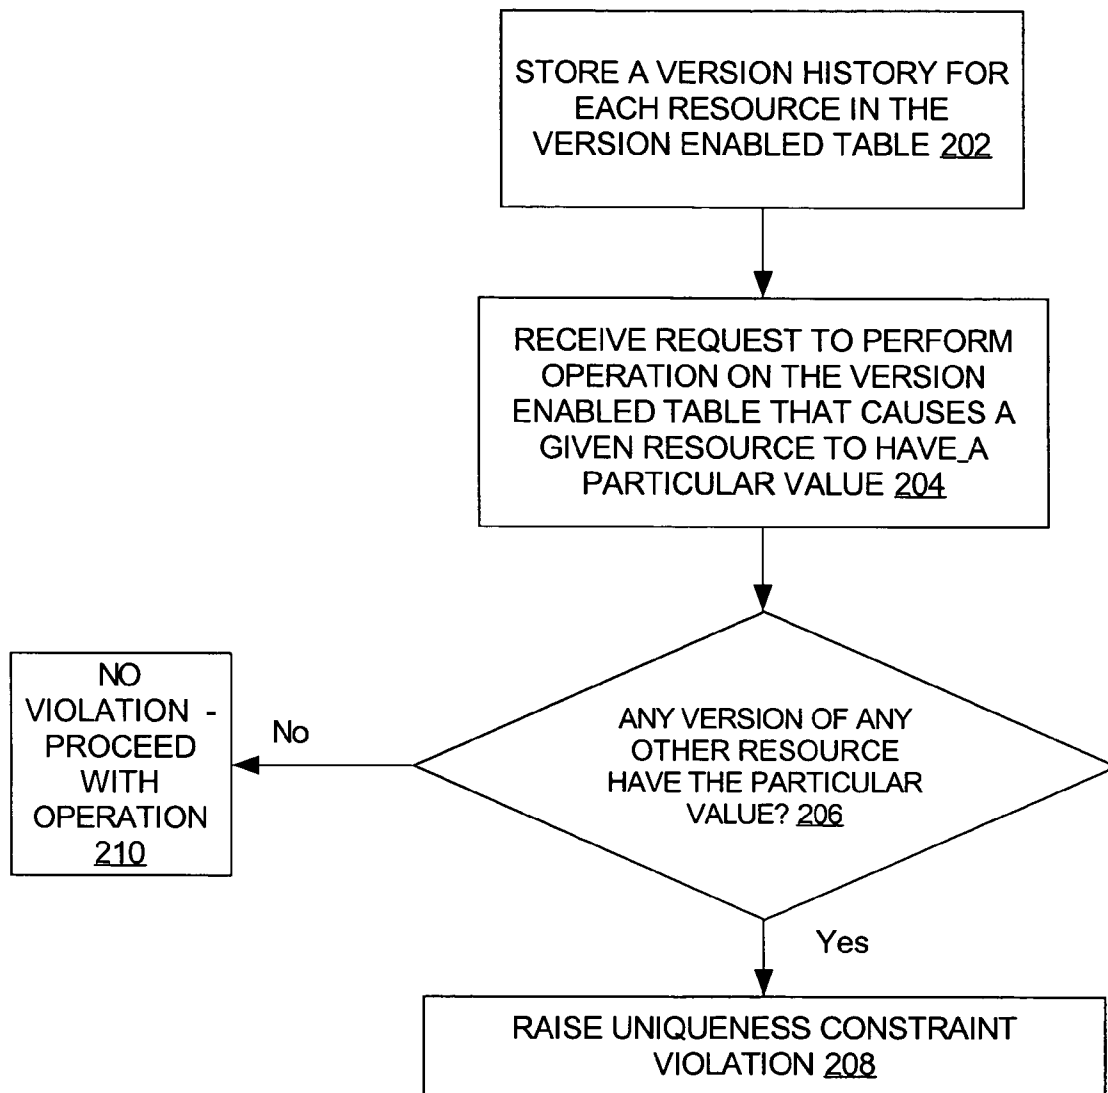 STORE A VERSION HISTORY FOR
EACH RESOURCE IN THE
VERSION ENABLED TABLE 202
RECEIVE REQUEST TO PERFORM
OPERATION ON THE VERSION
ENABLED TABLE THAT CAUSES A
GIVEN RESOURCE TO HAVE A
PARTICULAR VALUE 204
ANY VERSION OF ANY
OTHER RESOURCE
HAVE THE PARTICULAR
VALUE? 206
No
NO
VIOLATION -
PROCEED
WITH
OPERATION
210
Yes
RAISE UNIQUENESS CONSTRAINT
VIOLATION 208